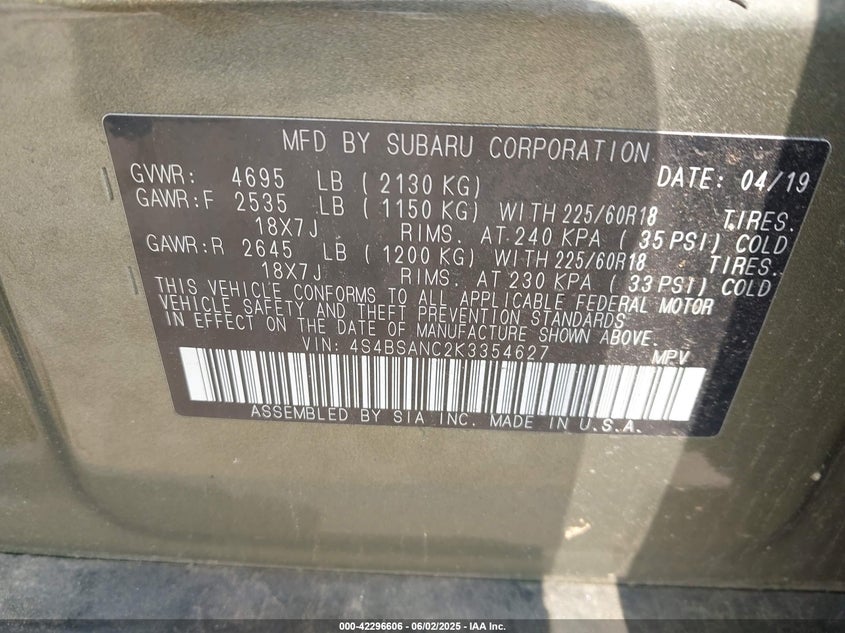 MFD BY SUBARU CORPORATION
GVWR: 4695 LB ( 2130 KG) DATE: 04/19
GAWR:F 2535 LB ( 1150 KG) WITH 225/60R18 TIRES.
18X7J RIMS. AT 240 KPA ( 35 PSI) COLD
GAWR:R 2645 LB ( 1200 KG) WITH 225/60R18 TIRES.
18X7J RIMS. AT 230 KPA ( 33 PSI) COLD
THIS VEHICLE CONFORMS TO ALL APPLICABLE FEDERAL MOTOR
VEHICLE SAFETY AND THEFT PREVENTION STANDARDS
IN EFFECT ON THE DATE OF MANUFACTURE SHOWN ABOVE.
VIN: 4S4BSANC2K3354627 MPV
ASSEMBLED BY SIA INC. MADE IN U.S.A.
000-42296606 - 06/02/2025 - IAA Inc.